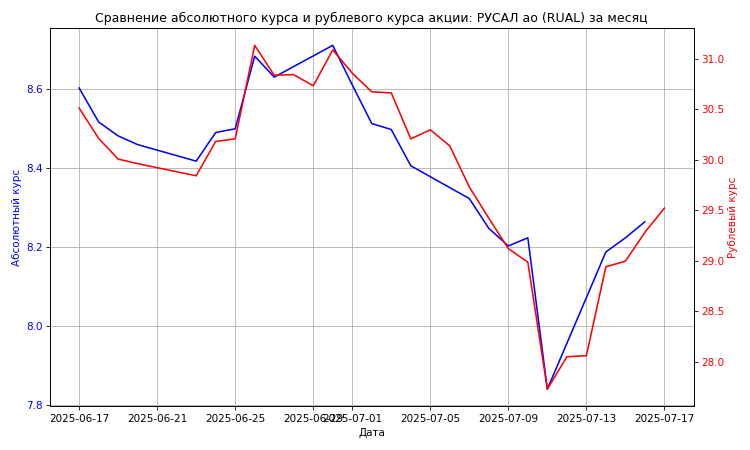 Сравнение абсолютного курса и рублевого курса акции: РУСАЛ ао (RUAL) за месяц
Абсолютный курс
8.6
8.4
8.2
8.0
7.8
31.0
30.5
30.0
29.5
29.0
28.5
28.0
Рублевый курс
2025-06-17 2025-06-21 2025-06-25 2025-06-29 2025-07-01 2025-07-05 2025-07-09 2025-07-13 2025-07-17
Дата